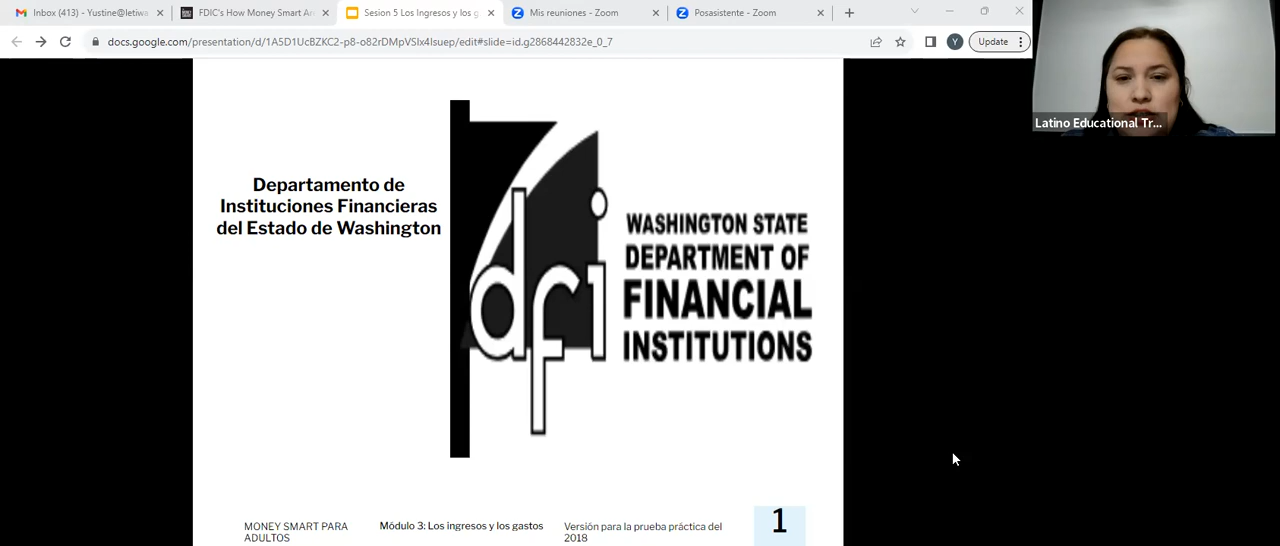 Inbox (413) - Yustine@letiwa
FDIC's How Money Smart Are
Sesion 5 Los Ingresos y los g
Mis reuniones - Zoom
Posasistente - Zoom
docs.google.com/presentation/d/1A5D1UcBZKC2-p8-o82rDMpVSlx4Isuep/edit#slide=id.g2868442832e_0_7
Y
Update
Latino Educational Tr...
Departamento de
Instituciones Financieras
del Estado de Washington
dfi
WASHINGTON STATE
DEPARTMENT OF
FINANCIAL
INSTITUTIONS
MONEY SMART PARA
ADULTOS
Módulo 3: Los ingresos y los gastos
Versión para la prueba práctica del
2018
1